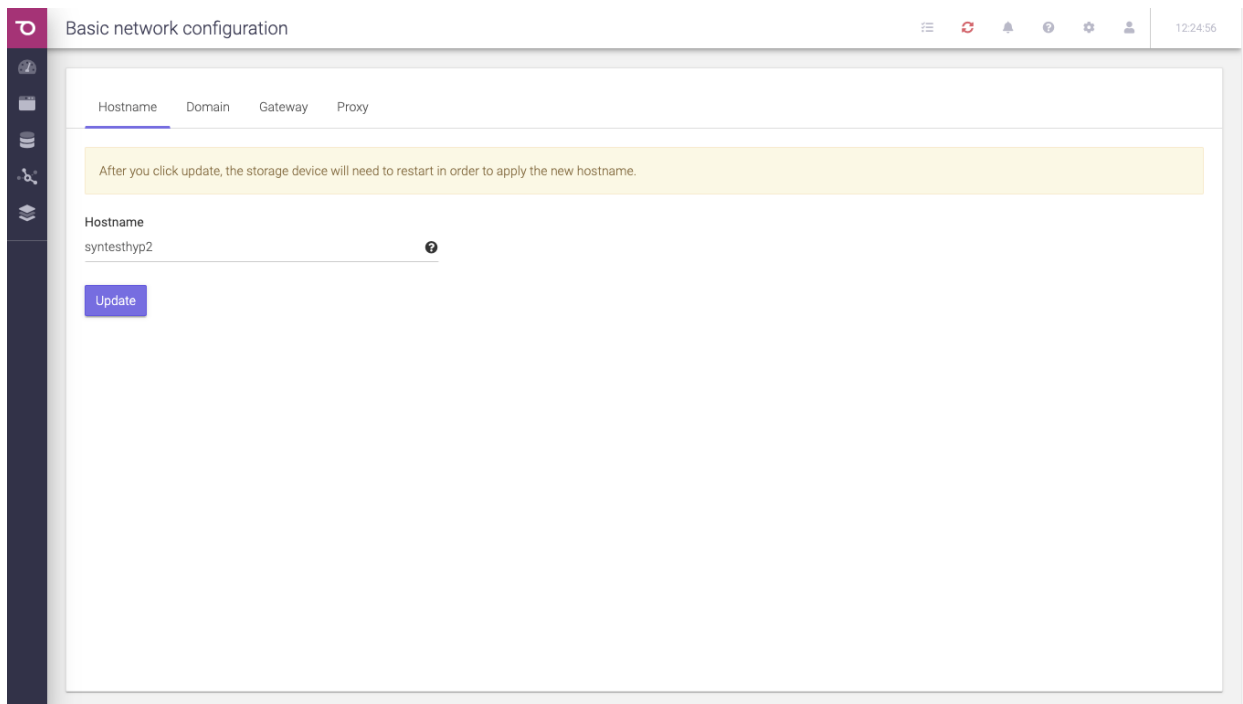 Basic network configuration
12:24:56
Hostname Domain Gateway Proxy
After you click update, the storage device will need to restart in order to apply the new hostname.
Hostname
syntesthyp2
Update